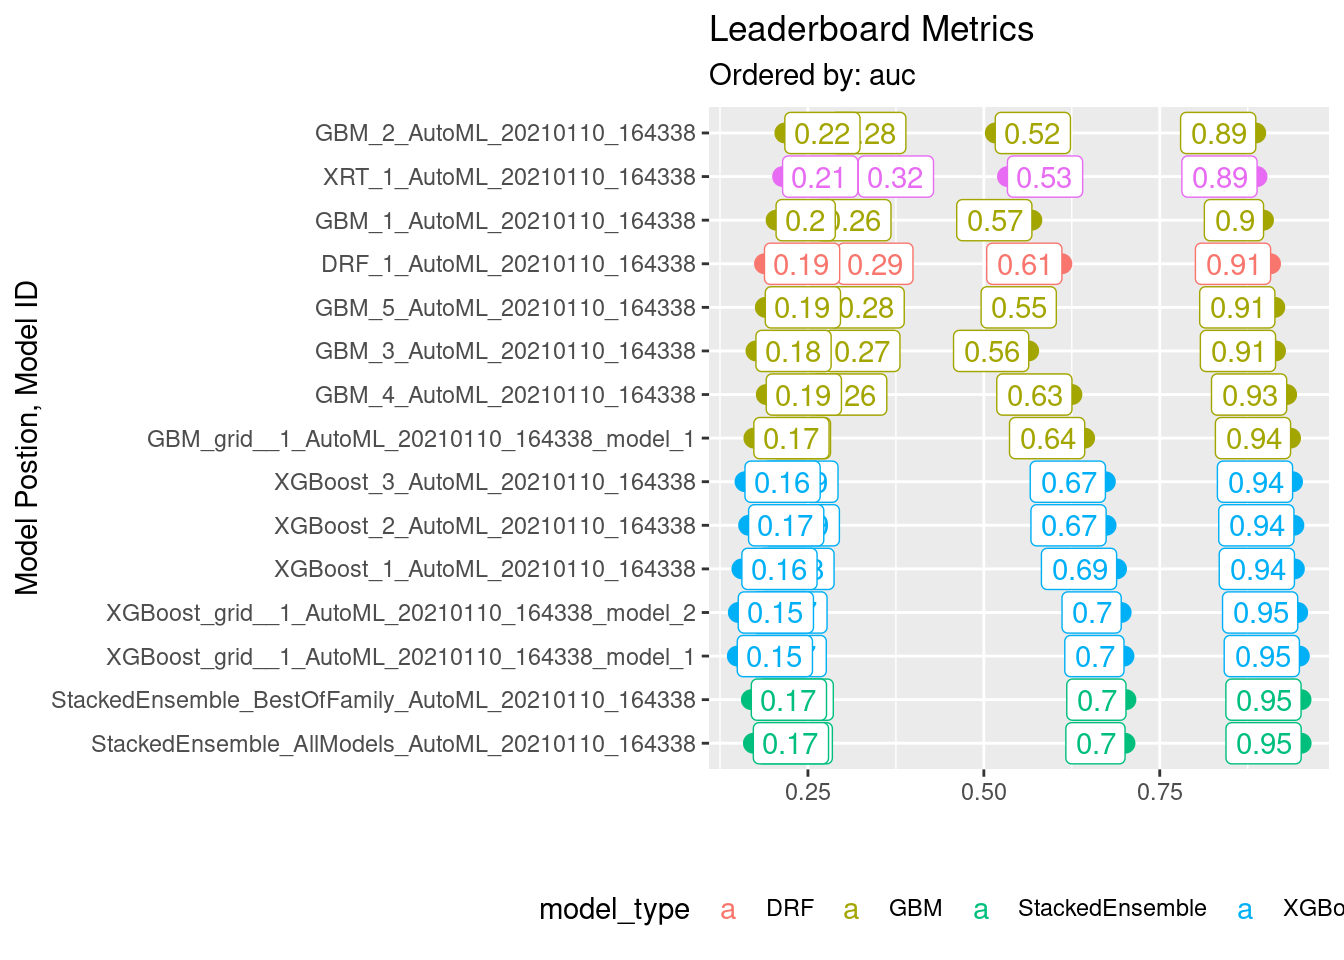 Leaderboard Metrics
Ordered by: auc
Model Postion, Model ID
GBM_2_AutoML_20210110_164338 0.22 28 0.52 0.89
XRT_1_AutoML_20210110_164338 0.21 0.32 0.53 0.89
GBM_1_AutoML_20210110_164338 0.2 .26 0.57 0.9
DRF_1_AutoML_20210110_164338 0.19 0.29 0.61 0.91
GBM_5_AutoML_20210110_164338 0.19 0.28 0.55 0.91
GBM_3_AutoML_20210110_164338 0.18 0.27 0.56 0.91
GBM_4_AutoML_20210110_164338 0.19 26 0.63 0.93
GBM_grid__1_AutoML_20210110_164338_model_1 0.17 0.64 0.94
XGBoost_3_AutoML_20210110_164338 0.16 0.67 0.94
XGBoost_2_AutoML_20210110_164338 0.17 0.67 0.94
XGBoost_1_AutoML_20210110_164338 0.16 0.69 0.94
XGBoost_grid__1_AutoML_20210110_164338_model_2 0.15 0.7 0.95
XGBoost_grid__1_AutoML_20210110_164338_model_1 0.15 0.7 0.95
StackedEnsemble_BestOfFamily_AutoML_20210110_164338 0.17 0.7 0.95
StackedEnsemble_AllModels_AutoML_20210110_164338 0.17 0.7 0.95
0.25 0.50 0.75
model_type a DRF a GBM a StackedEnsemble a XGBo